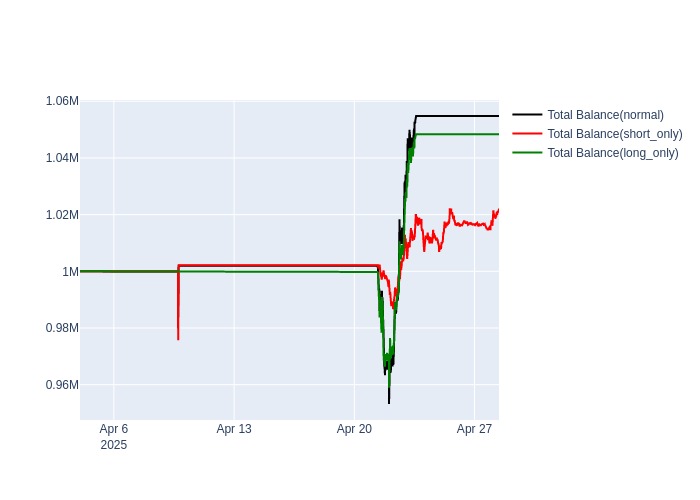 1.06M
1.04M
1.02M
1M
0.98M
0.96M
Apr 6
2025
Apr 13
Apr 20
Apr 27
Total Balance(normal)
Total Balance(short_only)
Total Balance(long_only)